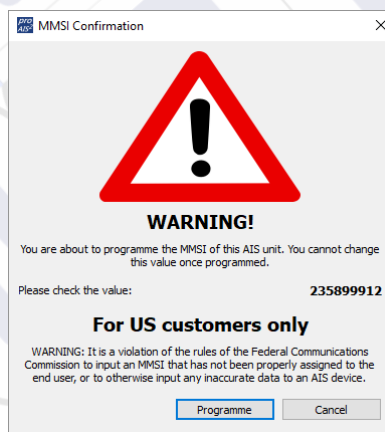 pro
AIS2
MMSI Confirmation
WARNING!
You are about to programme the MMSI of this AIS unit. You cannot change
this value once programmed.
Please check the value:
235899912
For US customers only
WARNING: It is a violation of the rules of the Federal Communications
Commission to input an MMSI that has not been properly assigned to the
end user, or to otherwise input any inaccurate data to an AIS device.
Programme
Cancel